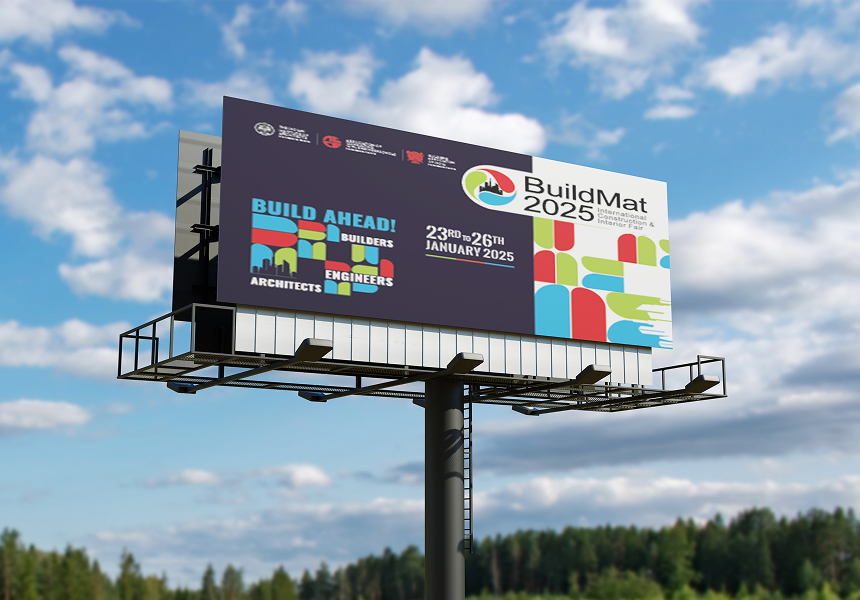 BUILD AHEAD!
BUILDERS
ENGINEERS
ARCHITECTS
23RD TO 26TH
JANUARY 2025
BuildMat
2025
International
Construction &
Interior Fair